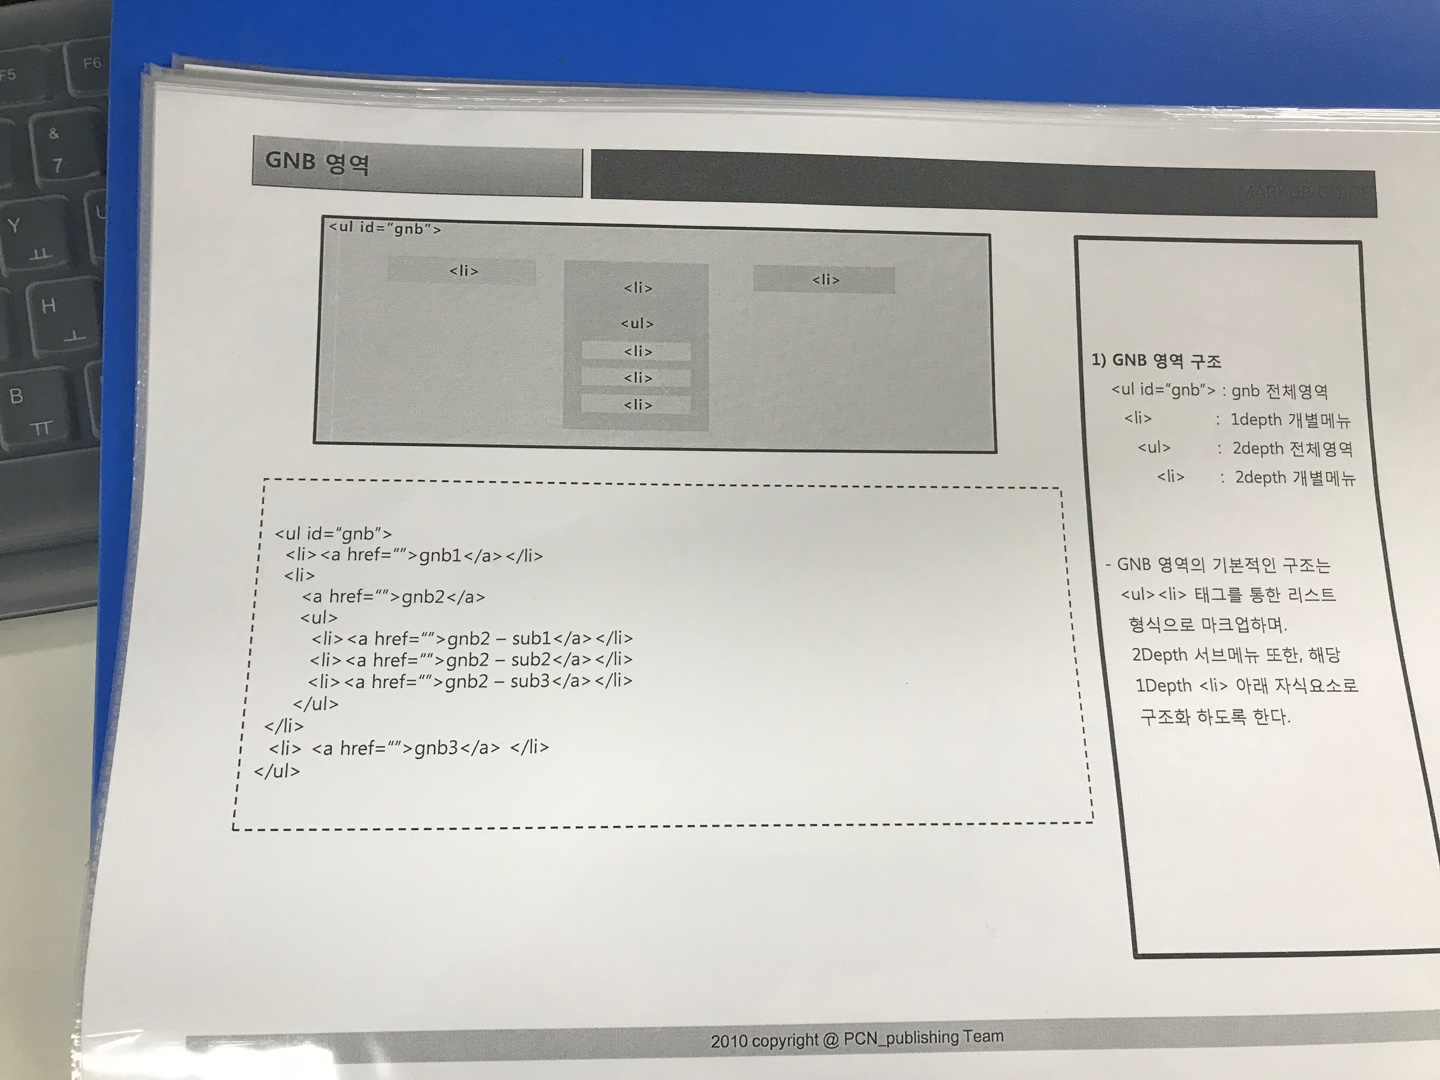 F5
F6
&
7
Y
ㅛ
H
ㅗ
B
ㅠ
GNB 영역
MARKUP GUIDE
<ul id=“gnb”>
<li>
<li>
<li>
<ul>
<li>
<li>
<li>
<ul id=“gnb”>
<li><a href=“”>gnb1</a></li>
<li>
<a href=“”>gnb2</a>
<ul>
<li><a href=“”>gnb2 – sub1</a></li>
<li><a href=“”>gnb2 – sub2</a></li>
<li><a href=“”>gnb2 – sub3</a></li>
</ul>
</li>
<li> <a href=“”>gnb3</a> </li>
</ul>
1) GNB 영역 구조
<ul id=“gnb”> : gnb 전체영역
<li> : 1depth 개별메뉴
<ul> : 2depth 전체영역
<li> : 2depth 개별메뉴
- GNB 영역의 기본적인 구조는
<ul><li> 태그를 통한 리스트
형식으로 마크업하며.
2Depth 서브메뉴 또한, 해당
1Depth <li> 아래 자식요소로
구조화 하도록 한다.
2010 copyright @ PCN_publishing Team